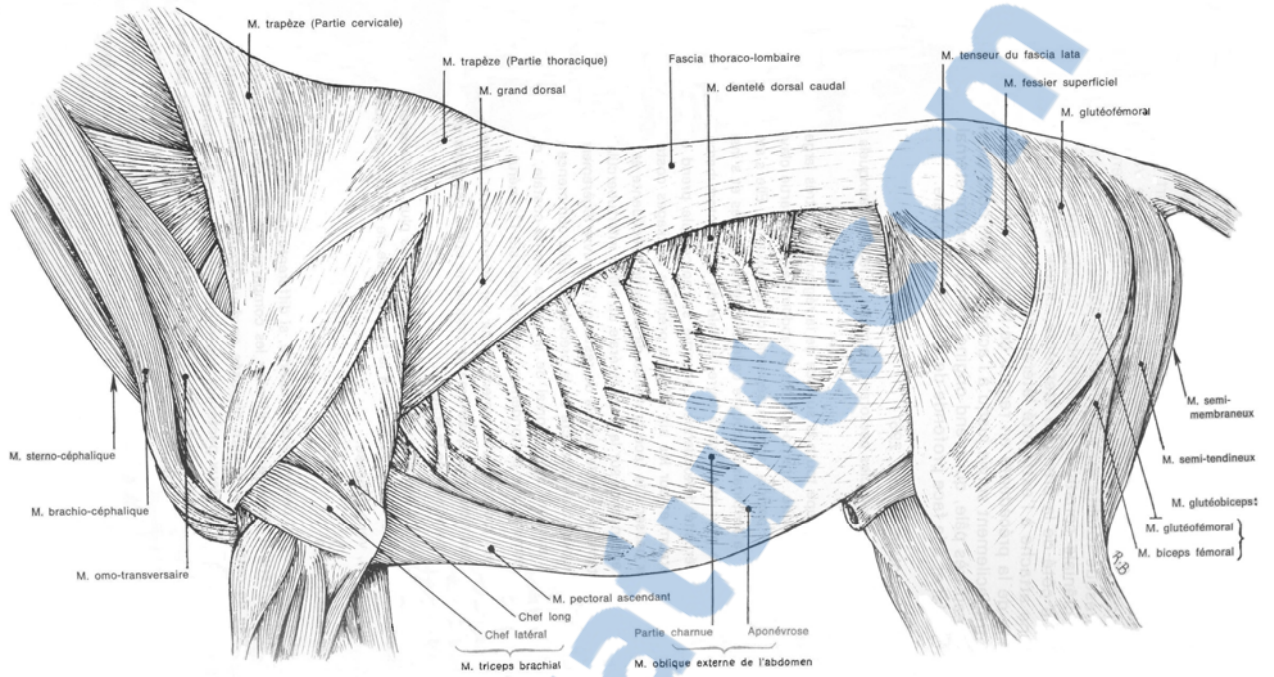 M. trapèze (Partie cervicale)
M. trapèze (Partie thoracique)
M. grand dorsal
Fascia thoraco-lombaire
M. dentelé dorsal caudal
M. tenseur du fascia lata
M. fessier superficiel
M. glutéofémoral
M. sterno-céphalique
M. brachio-céphalique
M. omo-transversaire
M. pectoral ascendant
Chef long
Chef latéral
M. triceps brachial
Partie charnue
Aponévrose
M. oblique externe de l'abdomen
M. semi-
membraneux
M. semi-tendineux
M. glutéobiceps:
M. glutéofémoral
M. biceps fémoral
R.B
atuit.com